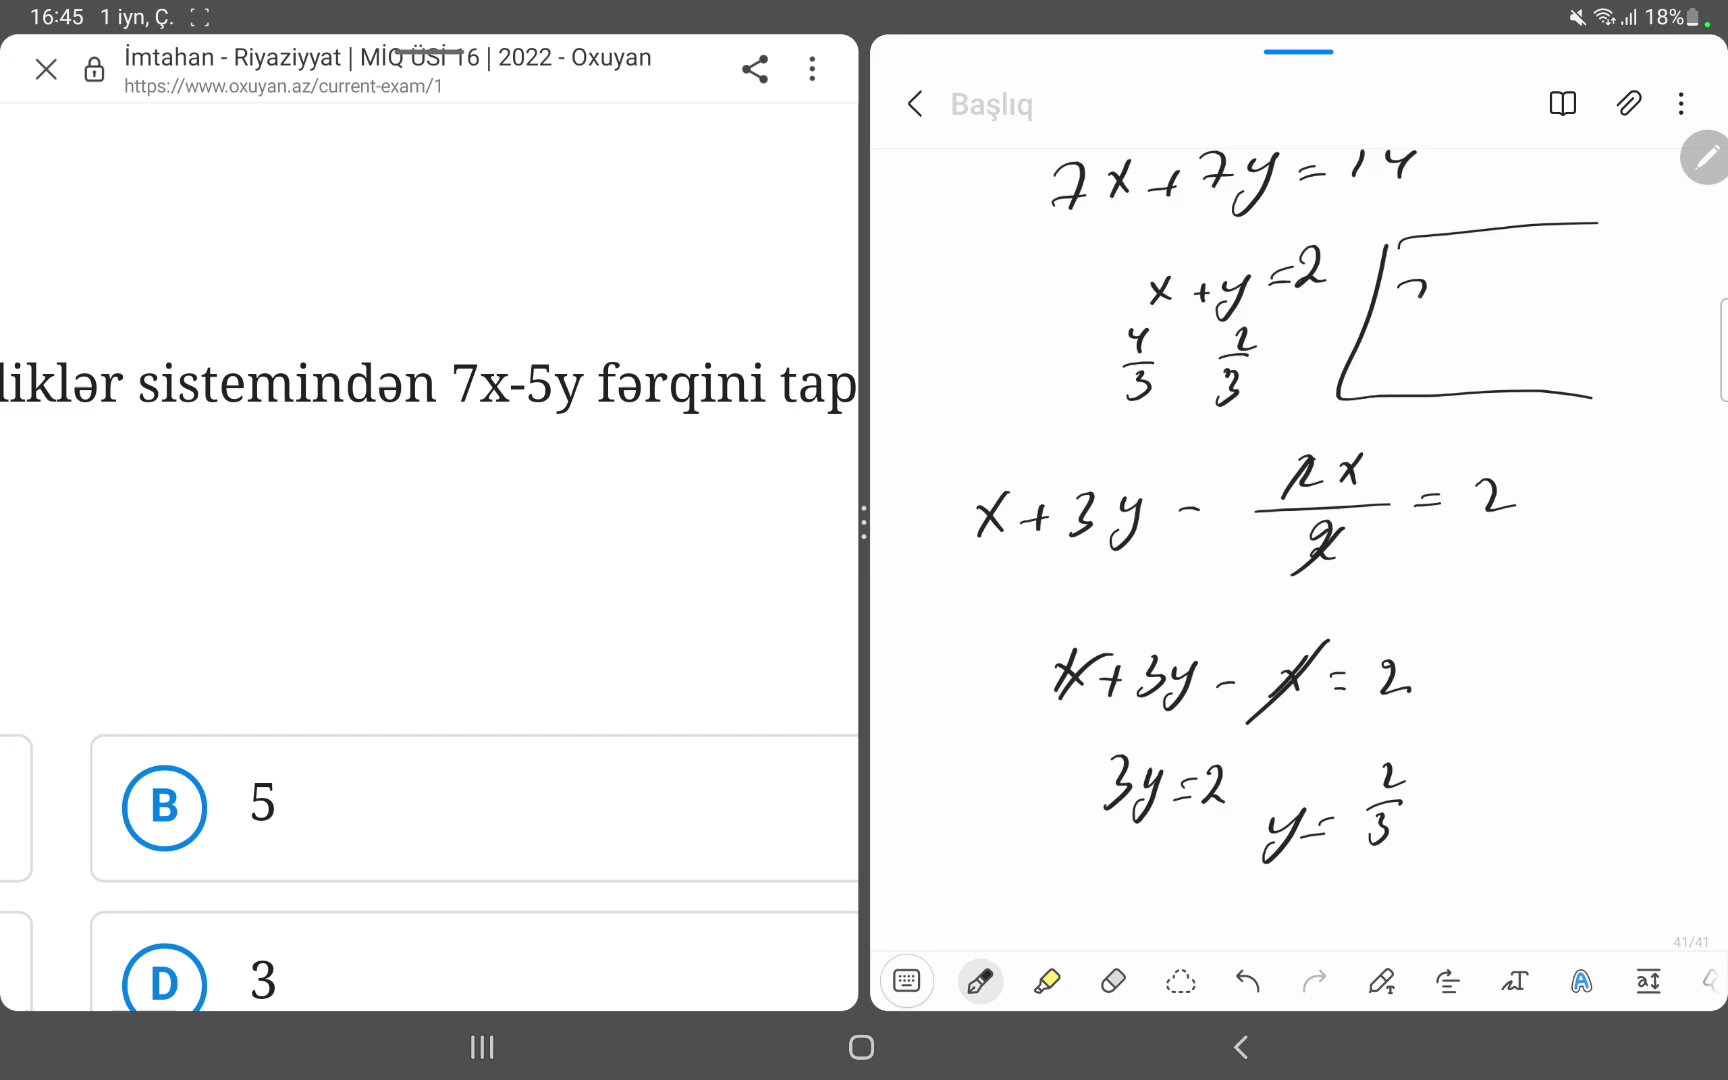 16:45 1 iyn, Ç. 18%
İmtahan - Riyaziyyat | MİQ ÜSİ 16 | 2022 - Oxuyan
https://www.oxuyan.az/current-exam/1
liklər sistemindən 7x-5y fərqini tap
B 5
D 3
Başlıq
7x+7y=14
x+y=2
4/3 2/3
x+3y - 2x/2 = 2
x+3y-x=2
3y=2 y=2/3
41/41